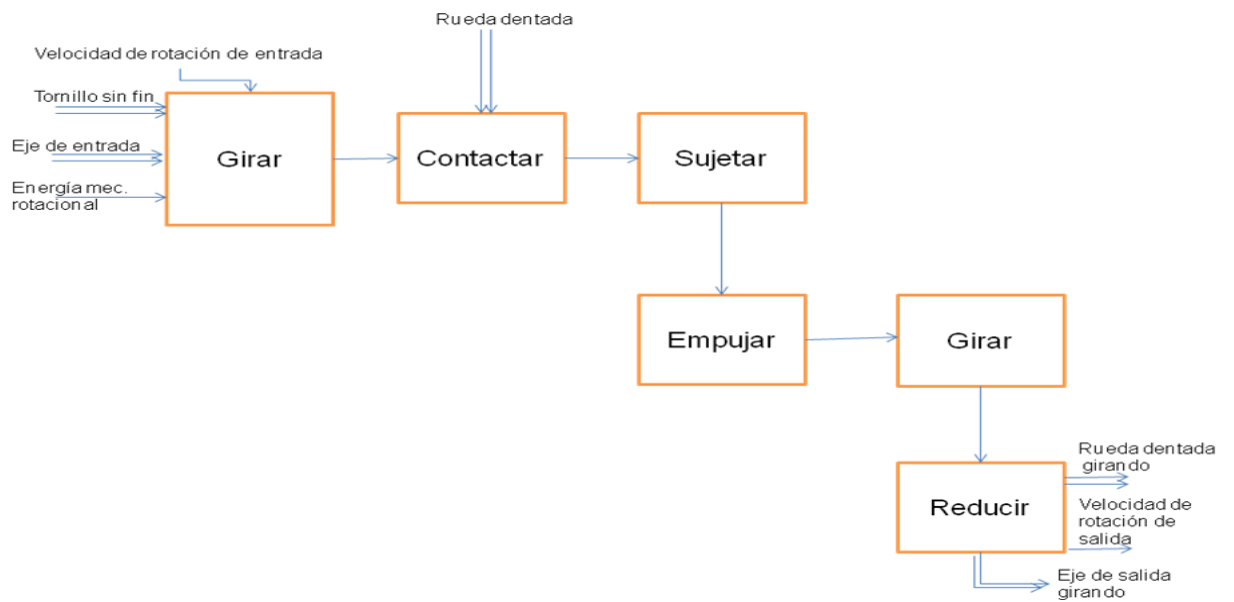 Rueda dentada
Velocidad de rotación de entrada
Tornillo sin fin
Eje de entrada
Energía mec.
rotacional
Girar
Contactar
Sujetar
Empujar
Girar
Reducir
Rueda dentada
girando
Velocidad de
rotación de
salida
Eje de salida
girando